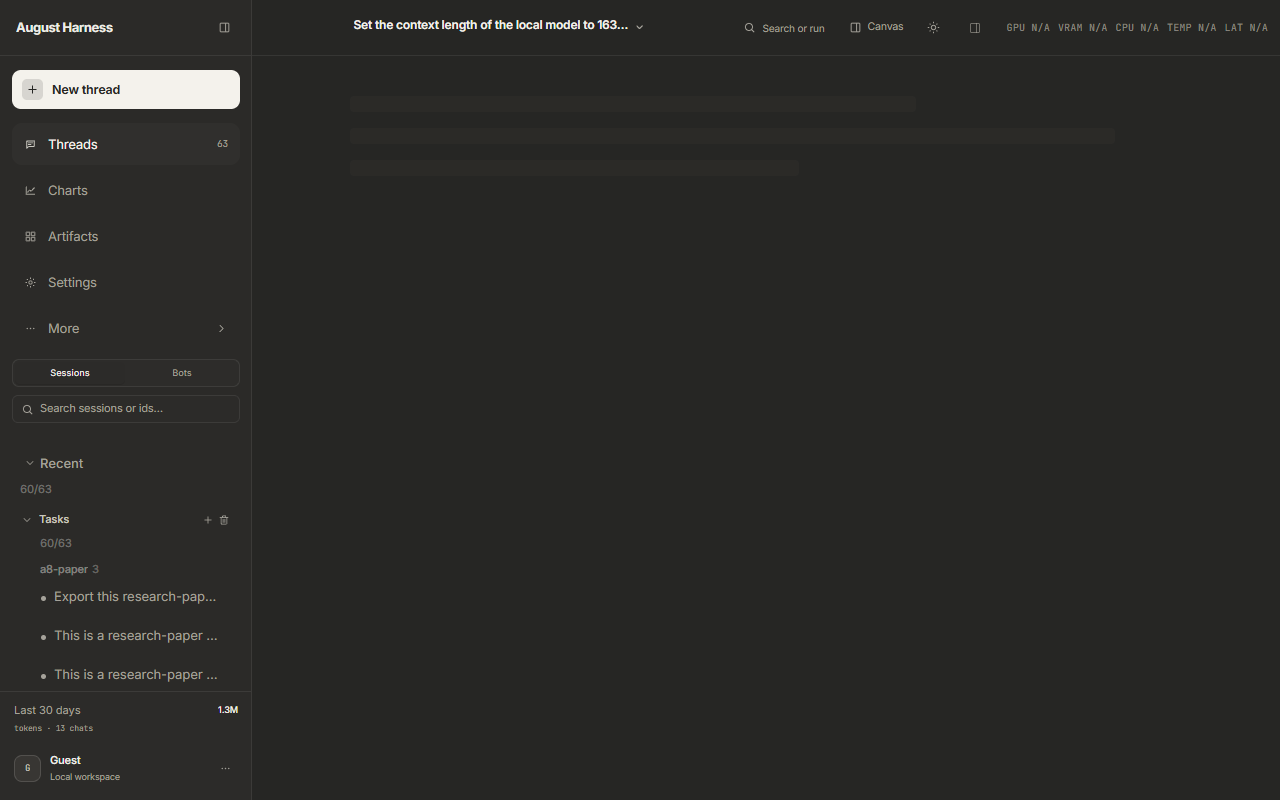 August Harness
New thread
Threads 63
Charts
Artifacts
Settings
More
Sessions Bots
Search sessions or ids...
Recent
60/63
Tasks
60/63
a8-paper 3
Export this research-pap...
This is a research-paper ...
This is a research-paper ...
Last 30 days 1.3M
tokens · 13 chats
G
Guest
Local workspace
Set the context length of the local model to 163...
Search or run
Canvas
GPU N/A VRAM N/A CPU N/A TEMP N/A LAT N/A